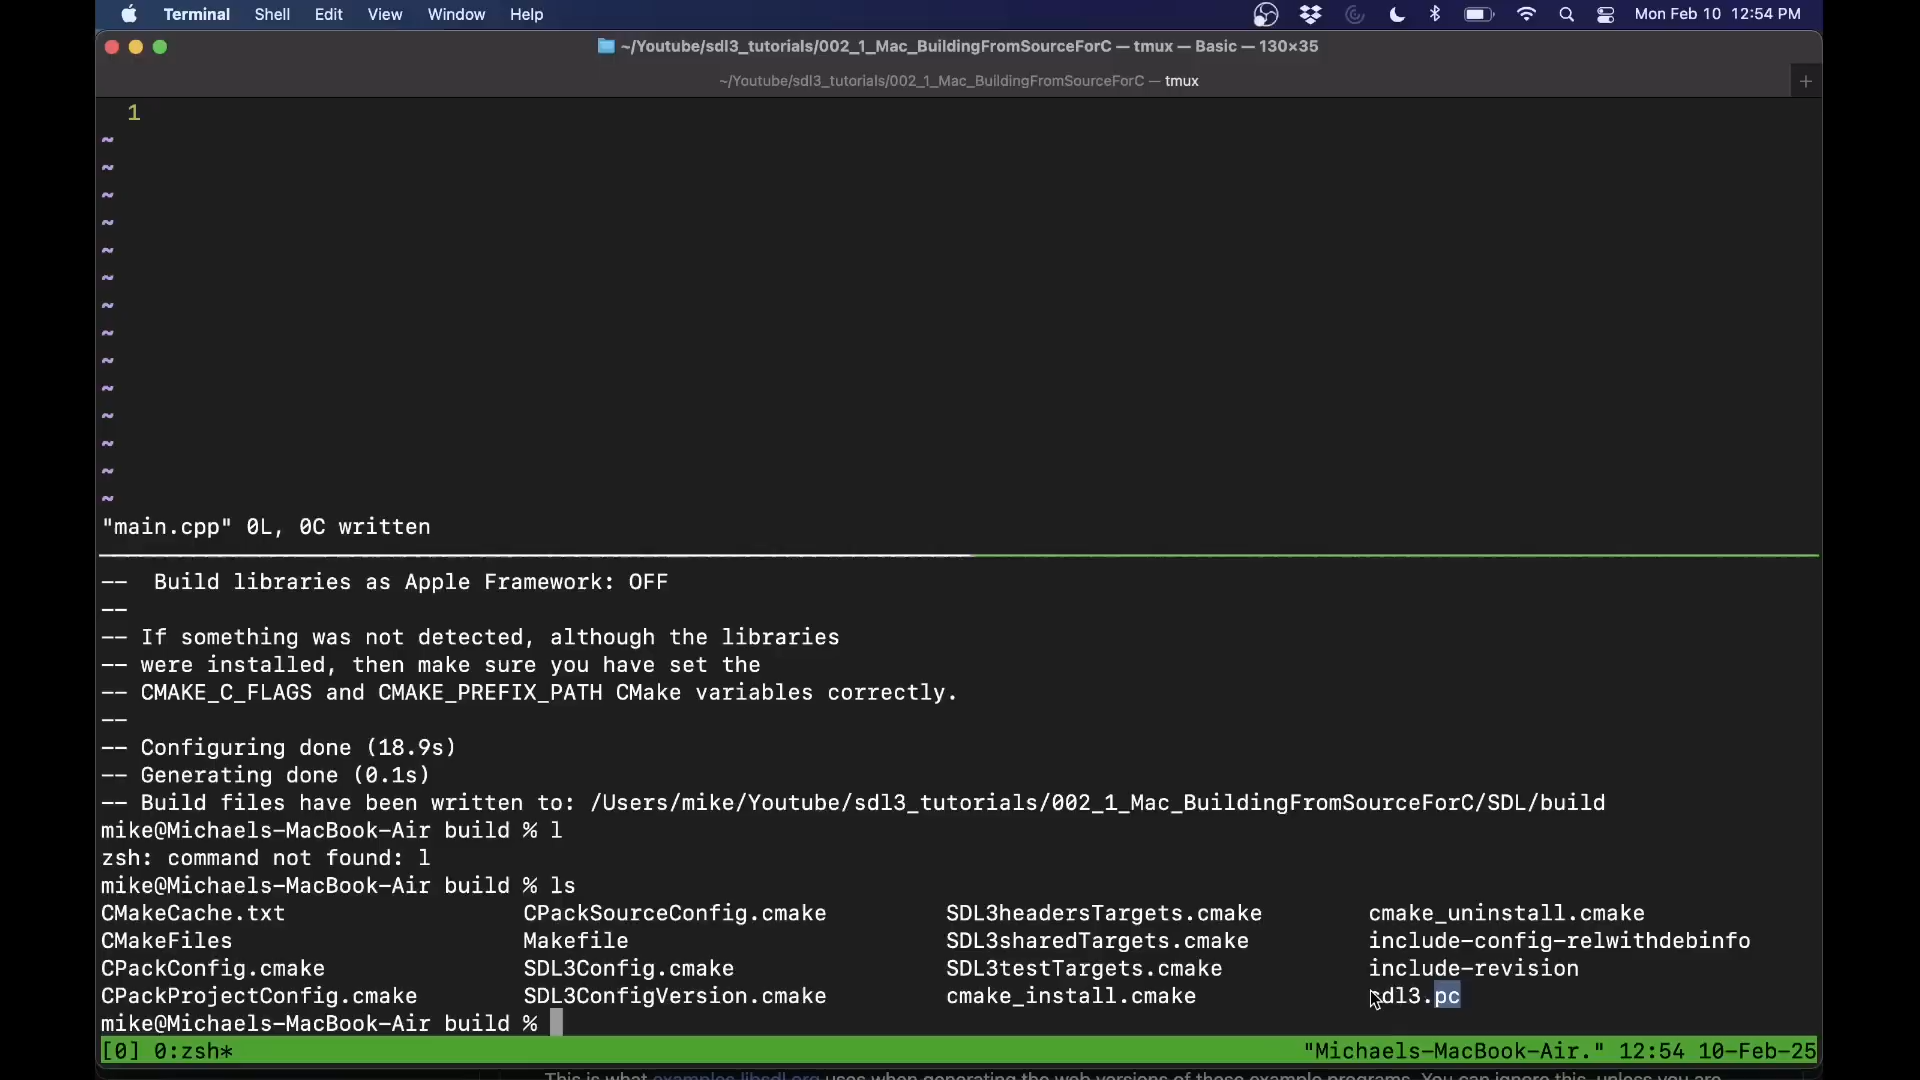 Terminal Shell Edit View Window Help Mon Feb 10 12:54 PM
~/Youtube/sdl3_tutorials/002_1_Mac_BuildingFromSourceForC — tmux — Basic — 130×35
~/Youtube/sdl3_tutorials/002_1_Mac_BuildingFromSourceForC — tmux +
1
~
~
~
~
~
~
~
~
~
~
~
~
~
~
"main.cpp" 0L, 0C written
--  Build libraries as Apple Framework: OFF
--
-- If something was not detected, although the libraries
-- were installed, then make sure you have set the
-- CMAKE_C_FLAGS and CMAKE_PREFIX_PATH CMake variables correctly.
--
-- Configuring done (18.9s)
-- Generating done (0.1s)
-- Build files have been written to: /Users/mike/Youtube/sdl3_tutorials/002_1_Mac_BuildingFromSourceForC/SDL/build
mike@Michaels-MacBook-Air build % l
zsh: command not found: l
mike@Michaels-MacBook-Air build % ls
CMakeCache.txt CPackSourceConfig.cmake SDL3headersTargets.cmake cmake_uninstall.cmake
CMakeFiles Makefile SDL3sharedTargets.cmake include-config-relwithdebinfo
CPackConfig.cmake SDL3Config.cmake SDL3testTargets.cmake include-revision
CPackProjectConfig.cmake SDL3ConfigVersion.cmake cmake_install.cmake sdl3.pc
mike@Michaels-MacBook-Air build %
[0] 0:zsh* "Michaels-MacBook-Air." 12:54 10-Feb-25
This is what examples.libsdl.org uses when generating the web versions of these example programs. You can ignore this, unless you are